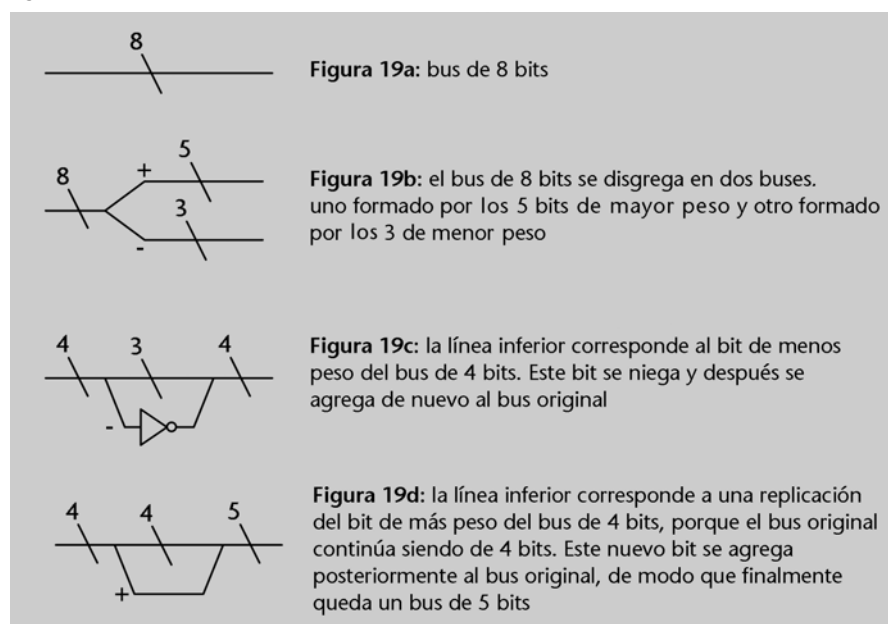 8
Figura 19a: bus de 8 bits
8
+
5
3
-
Figura 19b: el bus de 8 bits se disgrega en dos buses.
uno formado por los 5 bits de mayor peso y otro formado
por los 3 de menor peso
4
3
4
-
Figura 19c: la línea inferior corresponde al bit de menos
peso del bus de 4 bits. Este bit se niega y después se
agrega de nuevo al bus original
4
4
5
+
Figura 19d: la línea inferior corresponde a una replicación
del bit de más peso del bus de 4 bits, porque el bus original
continúa siendo de 4 bits. Este nuevo bit se agrega
posteriormente al bus original, de modo que finalmente
queda un bus de 5 bits